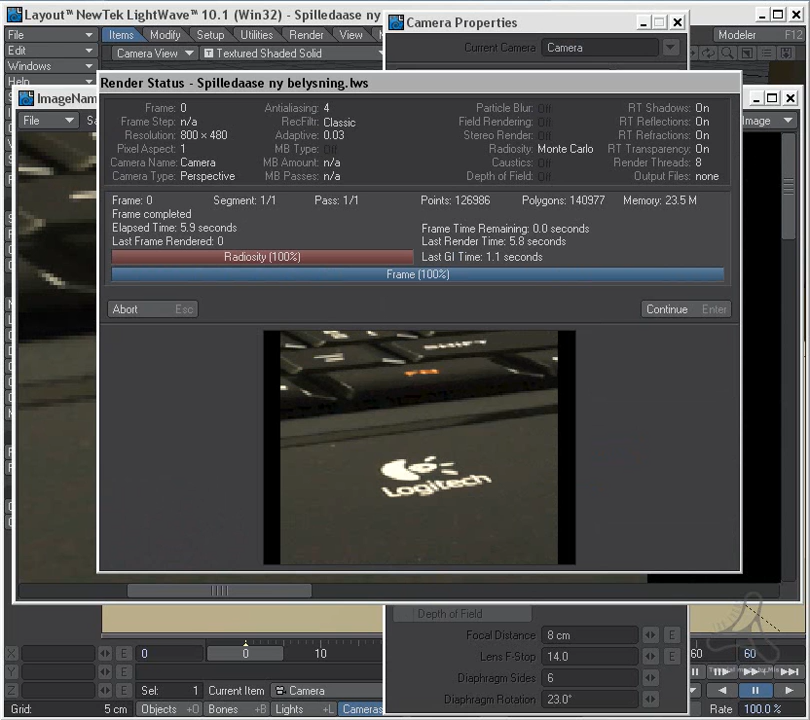 Layout™ NewTek LightWave™ 10.1 (Win32) - Spilledaase ny
Camera Properties
File
Items
Modify
Setup
Utilities
Render
View
Modeler
F12
Edit
Current Camera
Camera
Camera View
Textured Shaded Solid
Windows
Help
Render Status - Spilledaase ny belysning.lws
File
Image
Frame: 0
Antialiasing: 4
Particle Blur: Off
RT Shadows: On
Frame Step: n/a
RecFiltr: Classic
Field Rendering: Off
RT Reflections: On
Resolution: 800 × 480
Adaptive: 0.03
Stereo Render: Off
RT Refractions: On
Pixel Aspect: 1
MB Type: Off
Radiosity: Monte Carlo
RT Transparency: On
Camera Name: Camera
MB Amount: n/a
Caustics: Off
Render Threads: 8
Camera Type: Perspective
MB Passes: n/a
Depth of Field: Off
Output Files: none
Frame: 0
Segment: 1/1
Pass: 1/1
Points: 126986
Polygons: 140977
Memory: 23.5 M
Frame completed
Elapsed Time: 5.9 seconds
Frame Time Remaining: 0.0 seconds
Last Frame Rendered: 0
Last Render Time: 5.8 seconds
Radiosity (100%)
Last GI Time: 1.1 seconds
Frame (100%)
Abort
Esc
Continue
Enter
SHIFT
FN
Logitech
Depth of Field
Focal Distance
8 cm
E
Lens F-Stop
14.0
E
Diaphragm Sides
6
Diaphragm Rotation
23.0°
X
E
0
0
10
60
60
Y
E
Z
E
Sel: 1
Current Item
Camera
Grid: 5 cm
Objects
+O
Bones
+B
Lights
+L
Cameras
Rate
100.0 %